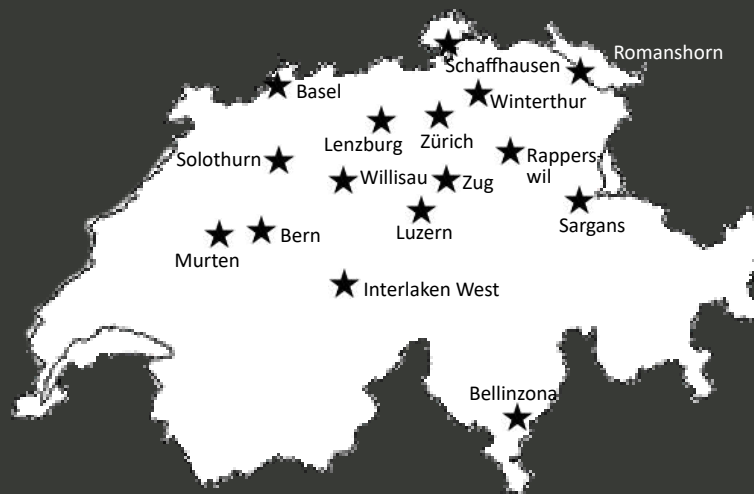 Romanshorn
Schaffhausen
Basel
Winterthur
Zürich
Lenzburg
Solothurn
Rappers-
wil
Willisau
Zug
Luzern
Sargans
Bern
Murten
Interlaken West
Bellinzona